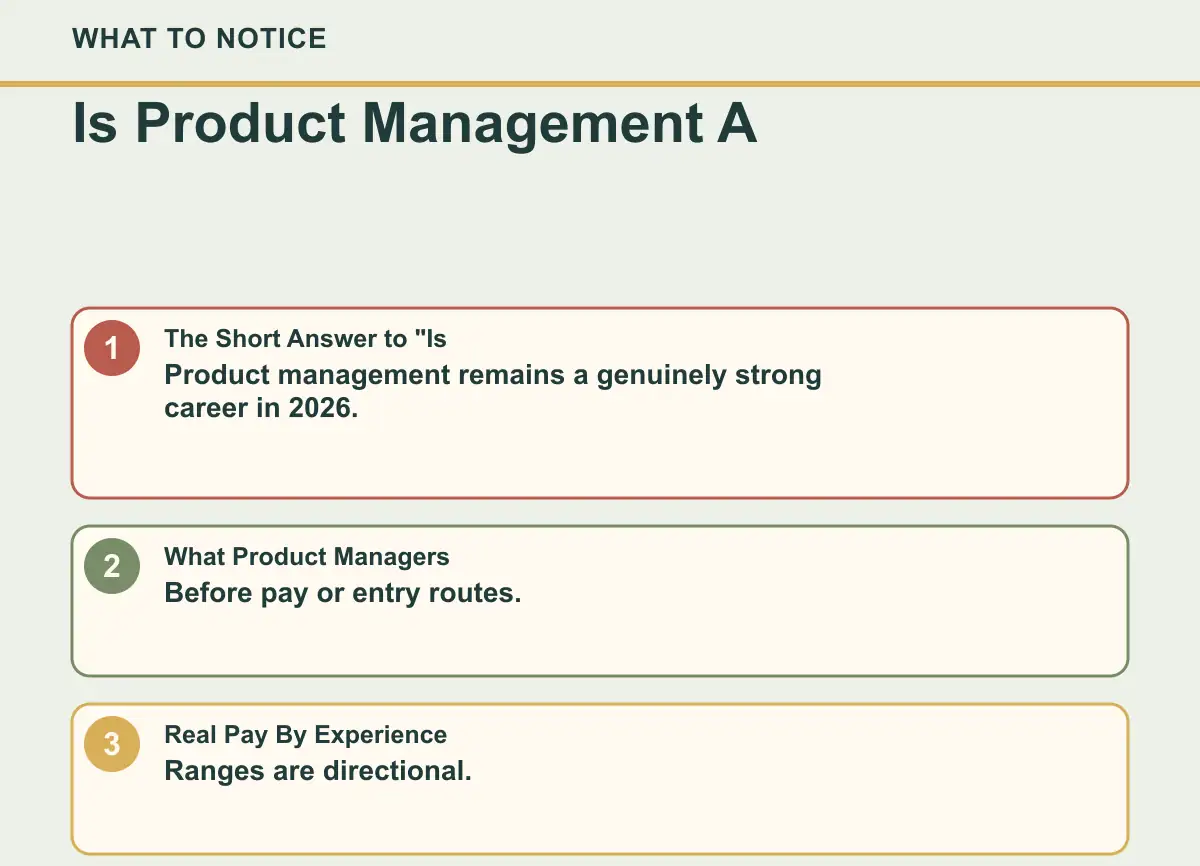 WHAT TO NOTICE
Is Product Management A
1
The Short Answer to "Is
Product management remains a genuinely strong
career in 2026.
2
What Product Managers
Before pay or entry routes.
3
Real Pay By Experience
Ranges are directional.